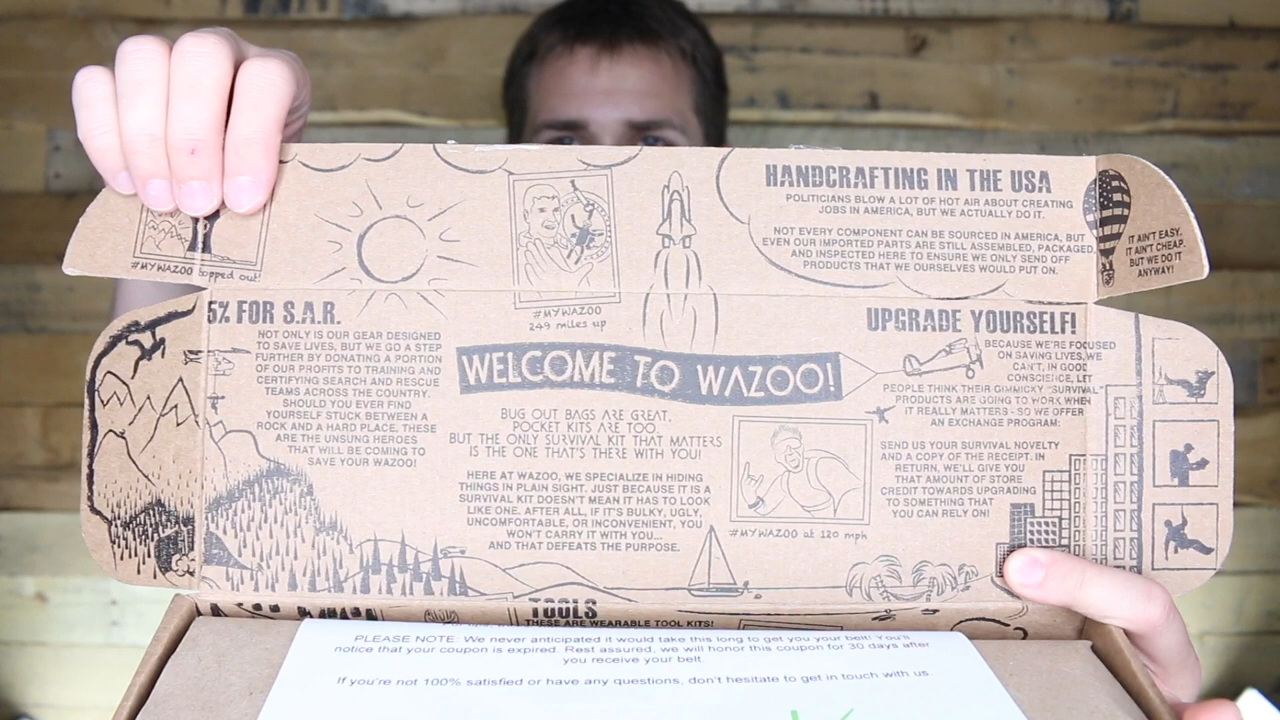 HANDCRAFTING IN THE USA
POLITICIANS BLOW A LOT OF HOT AIR ABOUT CREATING
JOBS IN AMERICA, BUT WE ACTUALLY DO IT.
NOT EVERY COMPONENT CAN BE SOURCED IN AMERICA, BUT
EVEN OUR IMPORTED PARTS ARE STILL ASSEMBLED, PACKAGED,
AND INSPECTED HERE TO ENSURE WE ONLY SEND OFF
PRODUCTS THAT WE OURSELVES WOULD PUT ON.
IT AIN'T EASY.
IT AIN'T CHEAP.
BUT WE DO IT
ANYWAY!
#MYWAZOO topped out!
#MYWAZOO
249 miles up
5% FOR S.A.R.
NOT ONLY IS OUR GEAR DESIGNED
TO SAVE LIVES, BUT WE GO A STEP
FURTHER BY DONATING A PORTION
OF OUR PROFITS TO TRAINING AND
CERTIFYING SEARCH AND RESCUE
TEAMS ACROSS THE COUNTRY.
SHOULD YOU EVER FIND
YOURSELF STUCK BETWEEN A
ROCK AND A HARD PLACE, THESE
ARE THE UNSUNG HEROES
THAT WILL BE COMING TO
SAVE YOUR WAZOO!
WELCOME TO WAZOO!
BUG OUT BAGS ARE GREAT,
POCKET KITS ARE TOO.
BUT THE ONLY SURVIVAL KIT THAT MATTERS
IS THE ONE THAT'S THERE WITH YOU!
HERE AT WAZOO, WE SPECIALIZE IN HIDING
THINGS IN PLAIN SIGHT. JUST BECAUSE IT IS A
SURVIVAL KIT DOESN'T MEAN IT HAS TO LOOK
LIKE ONE. AFTER ALL, IF IT'S BULKY, UGLY,
UNCOMFORTABLE, OR INCONVENIENT, YOU
WON'T CARRY IT WITH YOU...
AND THAT DEFEATS THE PURPOSE.
#MYWAZOO at 120 mph
UPGRADE YOURSELF!
BECAUSE WE'RE FOCUSED
ON SAVING LIVES, WE
CAN'T, IN GOOD
CONSCIENCE, LET
PEOPLE THINK THEIR GIMMICKY "SURVIVAL"
PRODUCTS ARE GOING TO WORK WHEN
IT REALLY MATTERS - SO WE OFFER
AN EXCHANGE PROGRAM:
SEND US YOUR SURVIVAL NOVELTY
AND A COPY OF THE RECEIPT. IN
RETURN, WE'LL GIVE YOU
THAT AMOUNT OF STORE
CREDIT TOWARDS UPGRADING
TO SOMETHING THAT
YOU CAN RELY ON!
TOOLS
THESE ARE WEARABLE TOOL KITS!
PLEASE NOTE: We never anticipated it would take this long to get you your belt! You'll
notice that your coupon is expired. Rest assured, we will honor this coupon for 30 days after
you receive your belt.
If you're not 100% satisfied or have any questions, don't hesitate to get in touch with us.